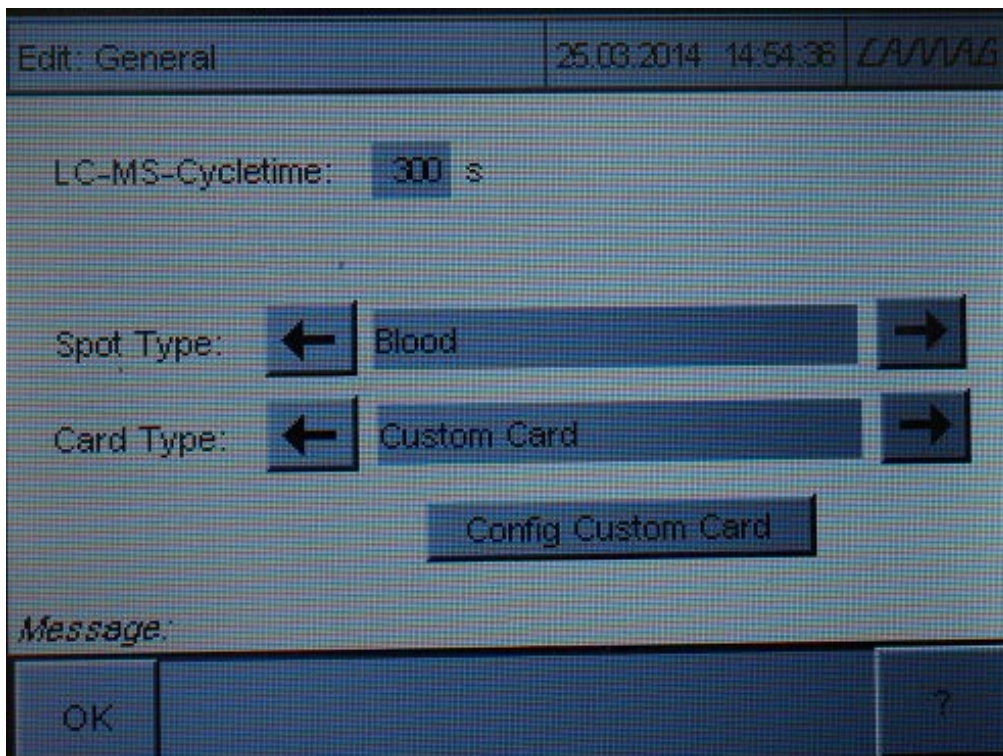 Edit: General
25.03.2014 14:54:36
CAMAG
LC-MS-Cycletime: 300 s
Spot Type: Blood
Card Type: Custom Card
Config Custom Card
Message:
OK
?